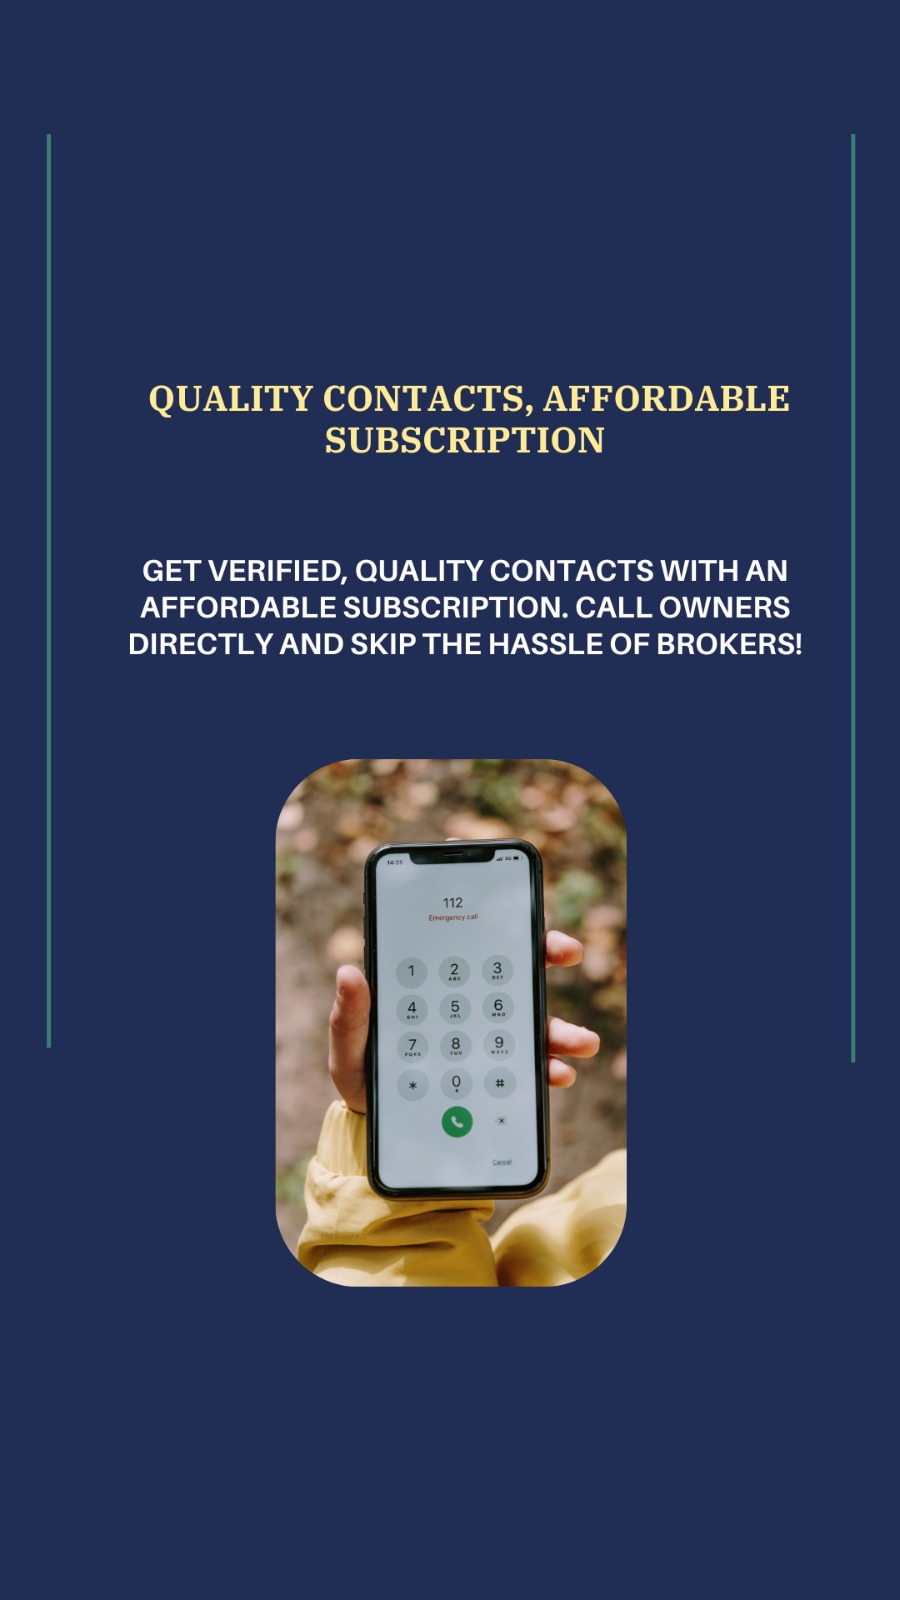 QUALITY CONTACTS, AFFORDABLE
SUBSCRIPTION
GET VERIFIED, QUALITY CONTACTS WITH AN
AFFORDABLE SUBSCRIPTION. CALL OWNERS
DIRECTLY AND SKIP THE HASSLE OF BROKERS!
14:35 3G
112
Emergency call
1 2 3
ABC DEF
4 5 6
GHI JKL MNO
7 8 9
PQRS TUV WXYZ
* 0 #
+
Cancel